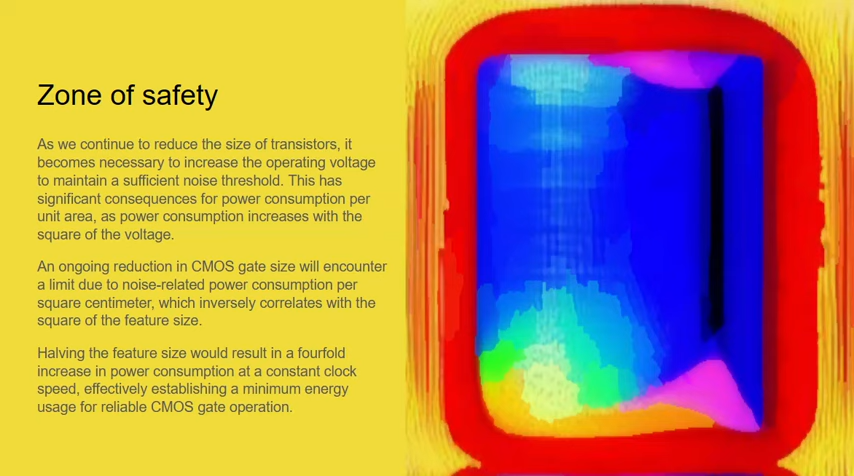 Zone of safety
As we continue to reduce the size of transistors, it
becomes necessary to increase the operating voltage
to maintain a sufficient noise threshold. This has
significant consequences for power consumption per
unit area, as power consumption increases with the
square of the voltage.
An ongoing reduction in CMOS gate size will encounter
a limit due to noise-related power consumption per
square centimeter, which inversely correlates with the
square of the feature size.
Halving the feature size would result in a fourfold
increase in power consumption at a constant clock
speed, effectively establishing a minimum energy
usage for reliable CMOS gate operation.